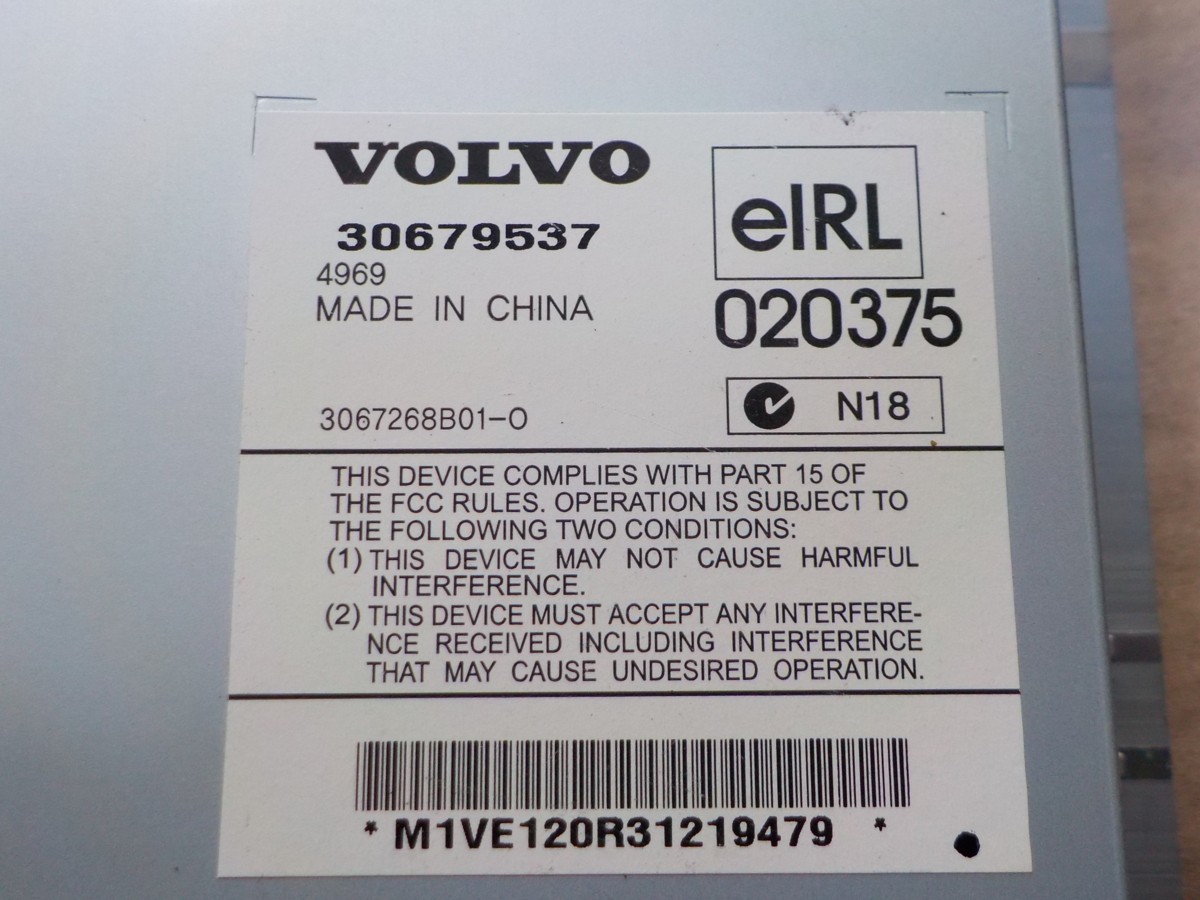 VOLVO
30679537
4969
MADE IN CHINA
eIRL
020375
N18
3067268B01-O
THIS DEVICE COMPLIES WITH PART 15 OF
THE FCC RULES. OPERATION IS SUBJECT TO
THE FOLLOWING TWO CONDITIONS:
(1) THIS DEVICE MAY NOT CAUSE HARMFUL
INTERFERENCE.
(2) THIS DEVICE MUST ACCEPT ANY INTERFERE-
NCE RECEIVED INCLUDING INTERFERENCE
THAT MAY CAUSE UNDESIRED OPERATION.
* M1VE120R31219479 *